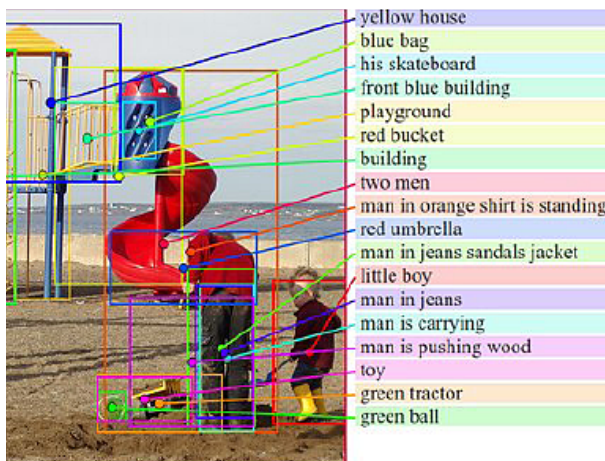 yellow house
blue bag
his skateboard
front blue building
playground
red bucket
building
two men
man in orange shirt is standing
red umbrella
man in jeans sandals jacket
little boy
man in jeans
man is carrying
man is pushing wood
toy
green tractor
green ball